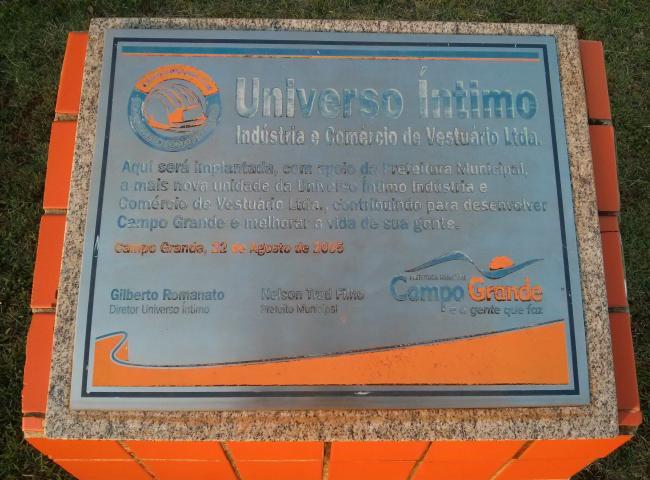 Universo Íntimo
Indústria e Comércio de Vestuário Ltda.
Aqui será implantada, com apoio da Prefeitura Municipal,
a mais nova unidade da Universo Íntimo Indústria e
Comércio de Vestuário Ltda., contribuindo para desenvolver
Campo Grande e melhorar a vida de sua gente.
Campo Grande, 22 de Agosto de 2005
Gilberto Romanato
Diretor Universo Íntimo
Nelson Trad Filho
Prefeito Municipal
PREFEITURA MUNICIPAL
Campo Grande
é a gente que faz